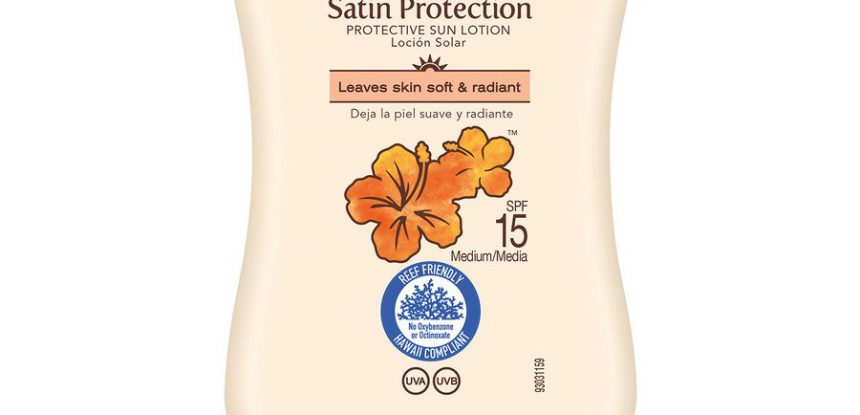 Satin Protection
PROTECTIVE SUN LOTION
Loción Solar
Leaves skin soft & radiant
Deja la piel suave y radiante
™
SPF
15
Medium/Media
REEF FRIENDLY
No Oxybenzone
or Octinoxate
HAWAII COMPLIANT
UVA UVB
93031159